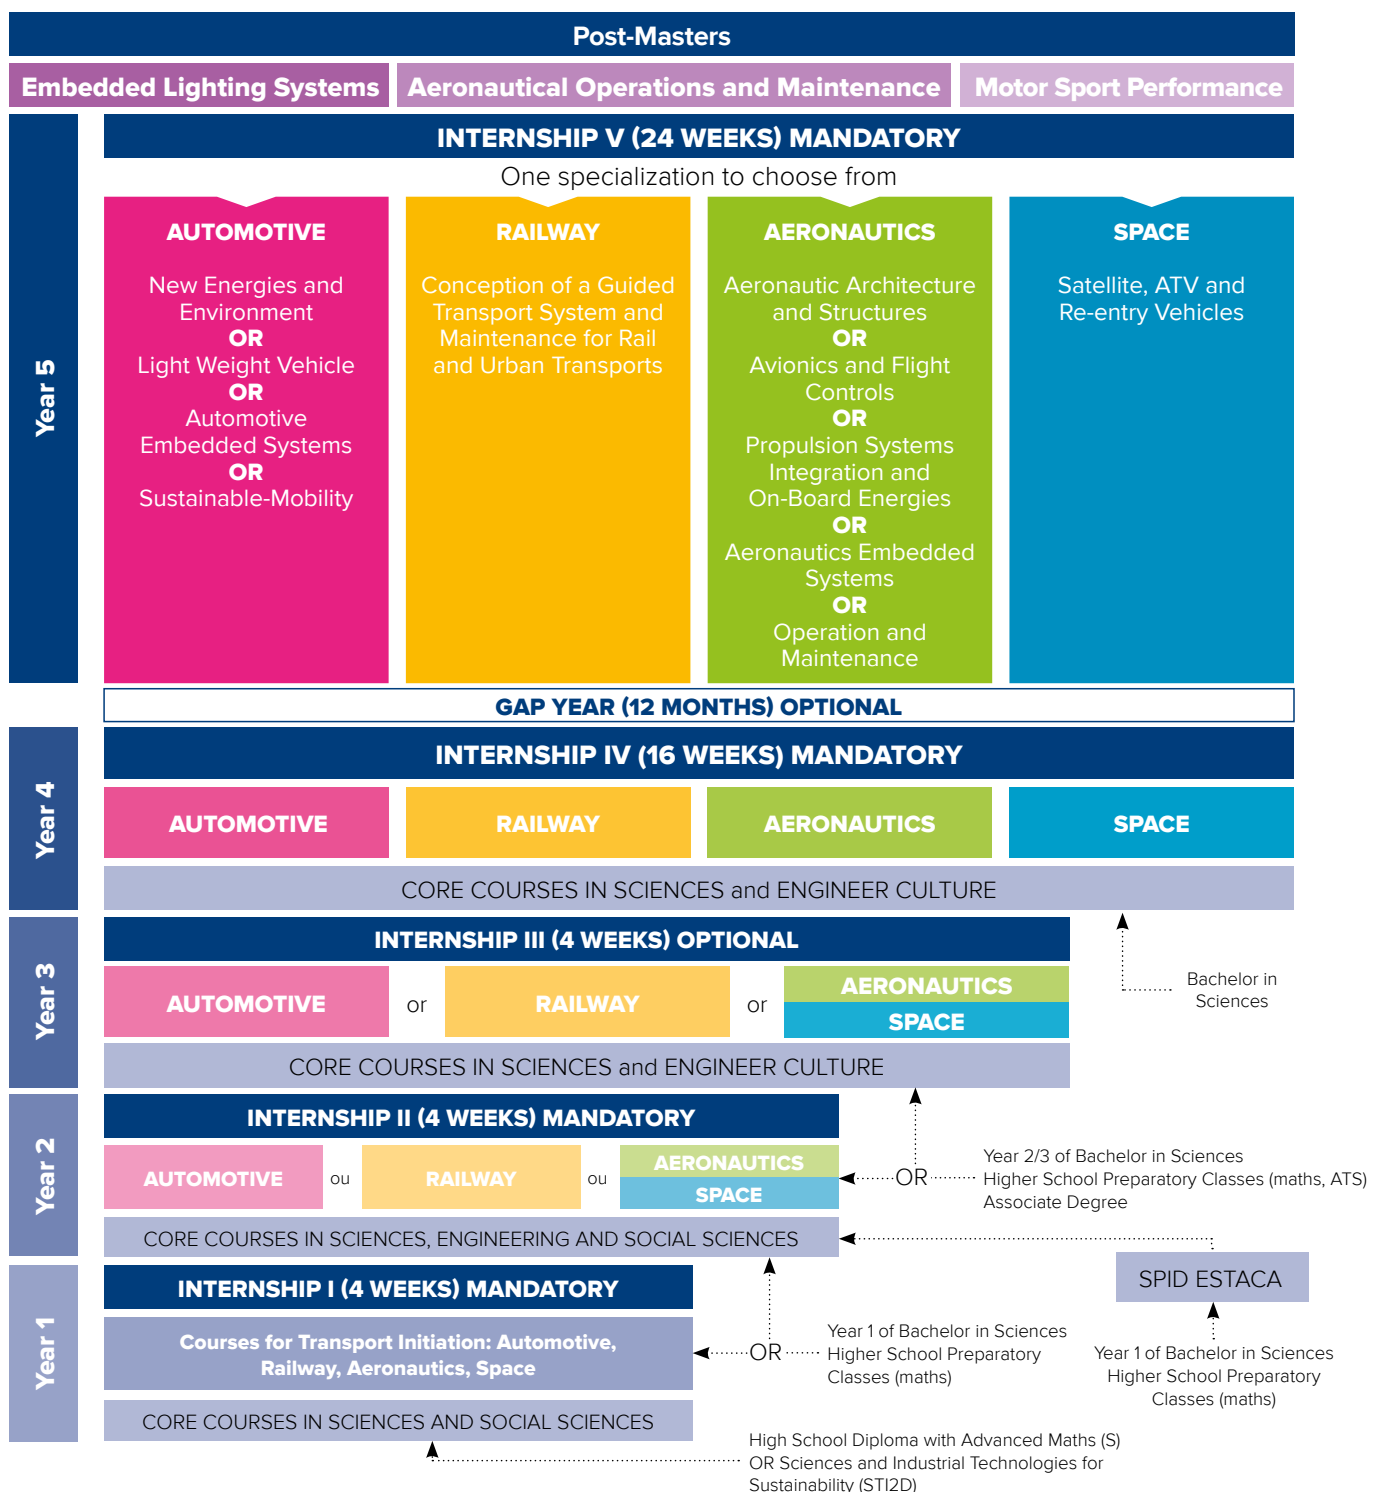 Post-Masters
Embedded Lighting Systems
Aeronautical Operations and Maintenance
Motor Sport Performance
Year 5
INTERNSHIP V (24 WEEKS) MANDATORY
One specialization to choose from
AUTOMOTIVE
New Energies and
Environment
OR
Light Weight Vehicle
OR
Automotive
Embedded Systems
OR
Sustainable-Mobility
RAILWAY
Conception of a Guided
Transport System and
Maintenance for Rail
and Urban Transports
AERONAUTICS
Aeronautic Architecture
and Structures
OR
Avionics and Flight
Controls
OR
Propulsion Systems
Integration and
On-Board Energies
OR
Aeronautics Embedded
Systems
OR
Operation and
Maintenance
SPACE
Satellite, ATV and
Re-entry Vehicles
GAP YEAR (12 MONTHS) OPTIONAL
Year 4
INTERNSHIP IV (16 WEEKS) MANDATORY
AUTOMOTIVE
RAILWAY
AERONAUTICS
SPACE
CORE COURSES IN SCIENCES and ENGINEER CULTURE
Year 3
INTERNSHIP III (4 WEEKS) OPTIONAL
AUTOMOTIVE
or
RAILWAY
or
AERONAUTICS
SPACE
Bachelor in
Sciences
CORE COURSES IN SCIENCES and ENGINEER CULTURE
Year 2
INTERNSHIP II (4 WEEKS) MANDATORY
AUTOMOTIVE
ou
RAILWAY
ou
AERONAUTICS
SPACE
OR
Year 2/3 of Bachelor in Sciences
Higher School Preparatory Classes (maths, ATS)
Associate Degree
CORE COURSES IN SCIENCES, ENGINEERING AND SOCIAL SCIENCES
SPID ESTACA
Year 1
INTERNSHIP I (4 WEEKS) MANDATORY
Courses for Transport Initiation: Automotive,
Railway, Aeronautics, Space
OR
Year 1 of Bachelor in Sciences
Higher School Preparatory
Classes (maths)
Year 1 of Bachelor in Sciences
Higher School Preparatory
Classes (maths)
CORE COURSES IN SCIENCES AND SOCIAL SCIENCES
High School Diploma with Advanced Maths (S)
OR Sciences and Industrial Technologies for
Sustainability (STI2D)